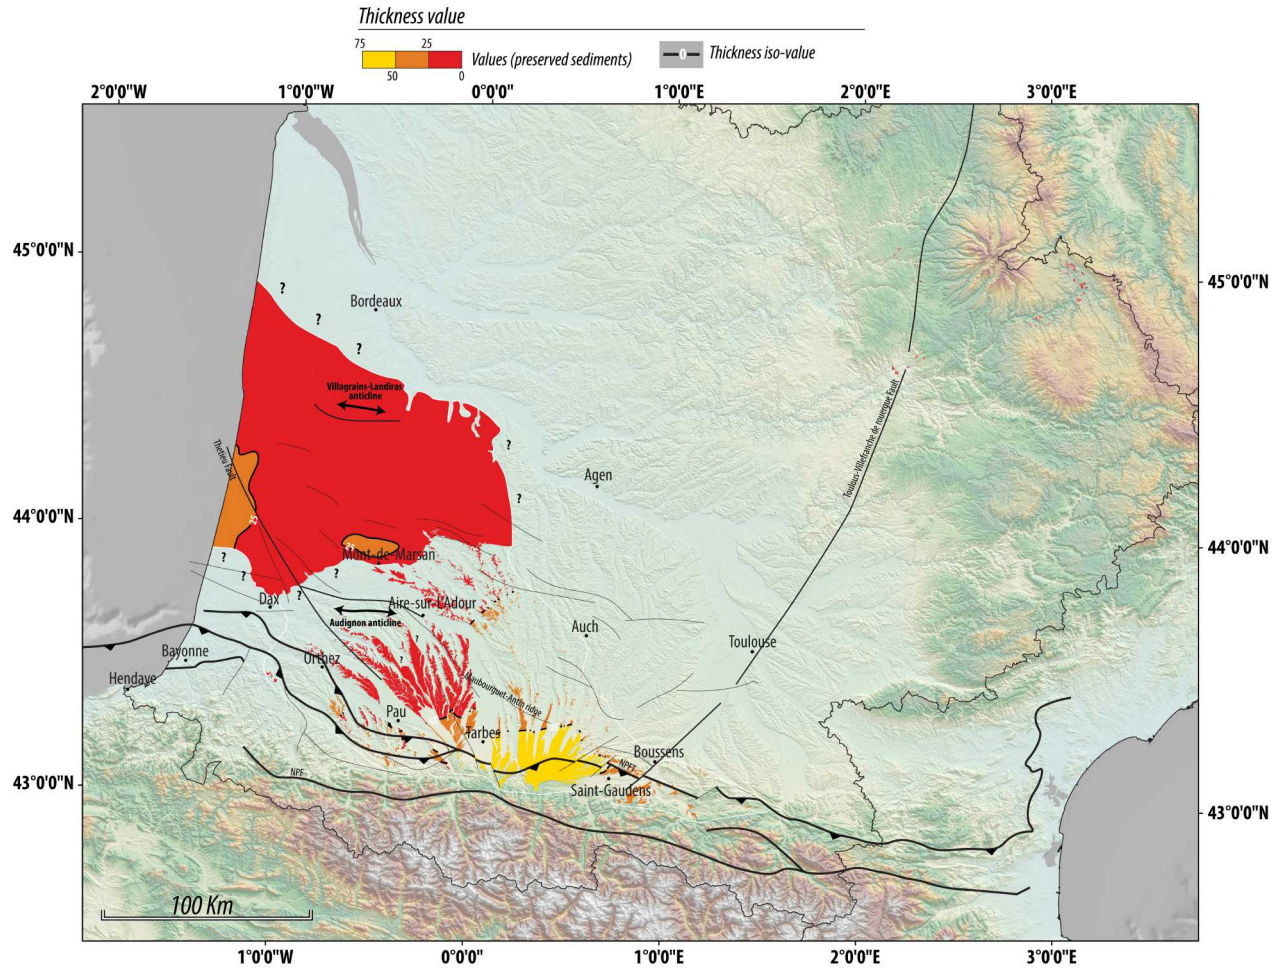 Thickness value
75 25
Values (preserved sediments)
50 0
0
Thickness iso-value
2°0'0"W 1°0'0"W 0°0'0" 1°0'0"E 2°0'0"E 3°0'0"E
45°0'0"N
45°0'0"N
44°0'0"N
44°0'0"N
43°0'0"N
43°0'0"N
?
?
?
Bordeaux
Villagrains-Landiras
anticline
Thetieu Fault
?
?
Agen
Toulous-Villefranche de rouergue Fault
25
25
Mont-de-Marsan
?
?
?
?
Dax
Aire-sur-L'Adour
Audignon anticline
?
?
Auch
Toulouse
Bayonne
Orthez
Hendaye
Maubourguet-Antin ridge
Pau
Tarbes
Boussens
NPF
NPFT
Saint-Gaudens
100 Km
1°0'0"W 0°0'0" 1°0'0"E 2°0'0"E 3°0'0"E